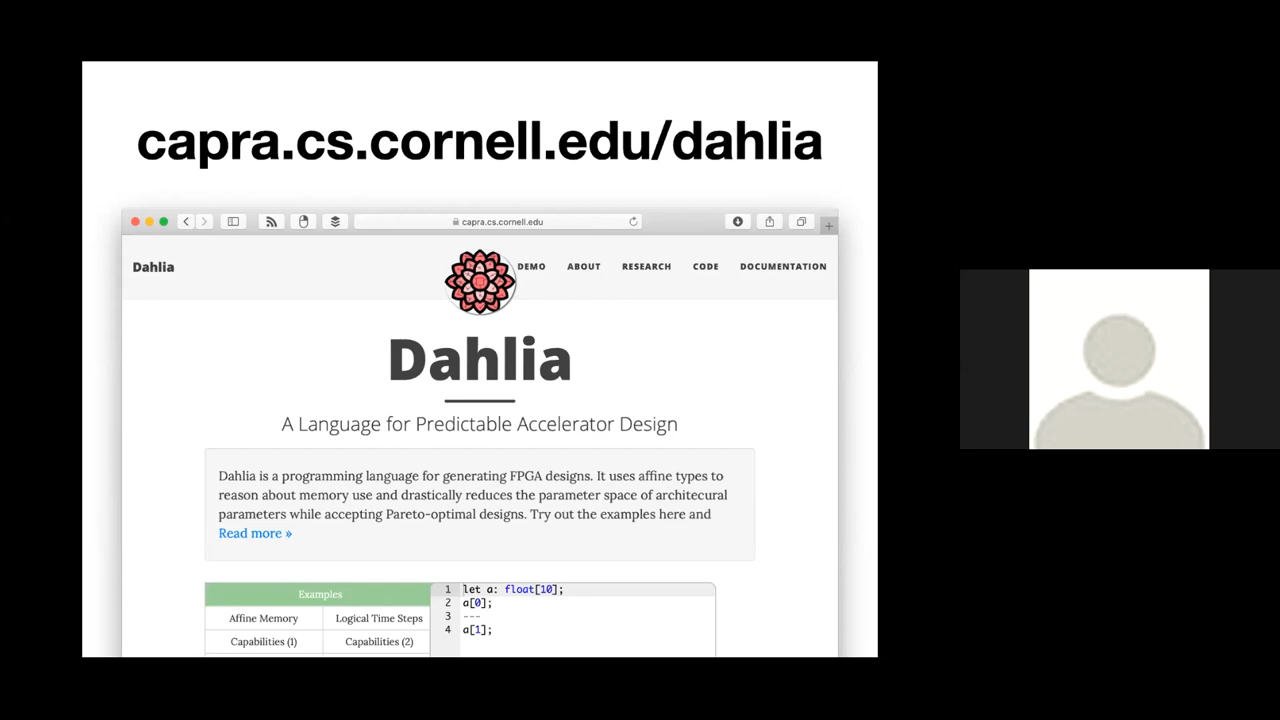 capra.cs.cornell.edu/dahlia
capra.cs.cornell.edu
Dahlia
DEMO ABOUT RESEARCH CODE DOCUMENTATION
Dahlia
A Language for Predictable Accelerator Design
Dahlia is a programming language for generating FPGA designs. It uses affine types to
reason about memory use and drastically reduces the parameter space of architecural
parameters while accepting Pareto-optimal designs. Try out the examples here and
Read more »
Examples
Affine Memory Logical Time Steps
Capabilities (1) Capabilities (2)
1 let a: float[10];
2 a[0];
3 ---
4 a[1];